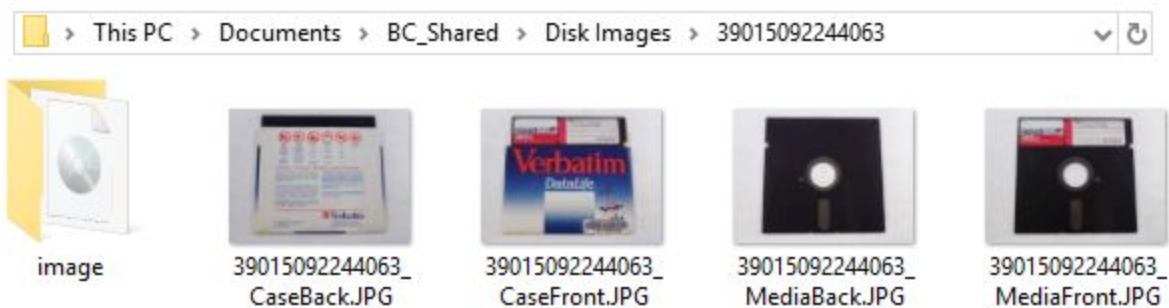 This PC > Documents > BC_Shared > Disk Images > 39015092244063
Verbatim
DataLife
Verbatim
image
39015092244063_
CaseBack.JPG
39015092244063_
CaseFront.JPG
39015092244063_
MediaBack.JPG
39015092244063_
MediaFront.JPG